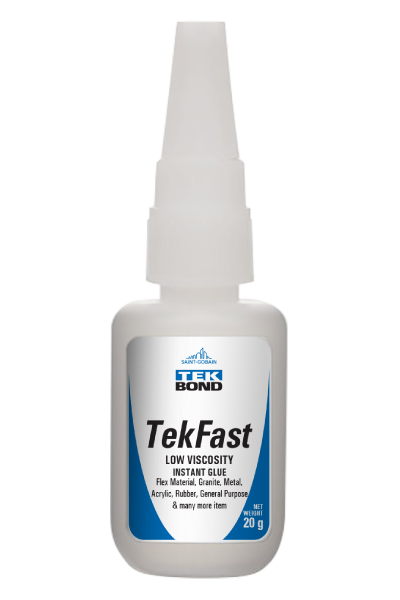 SAINT-GOBAIN
TEK
BOND
TekFast
LOW VISCOSITY
INSTANT GLUE
Flex Material, Granite, Metal,
Acrylic, Rubber, General Purpose
& many more item
NET
WEIGHT
20 g